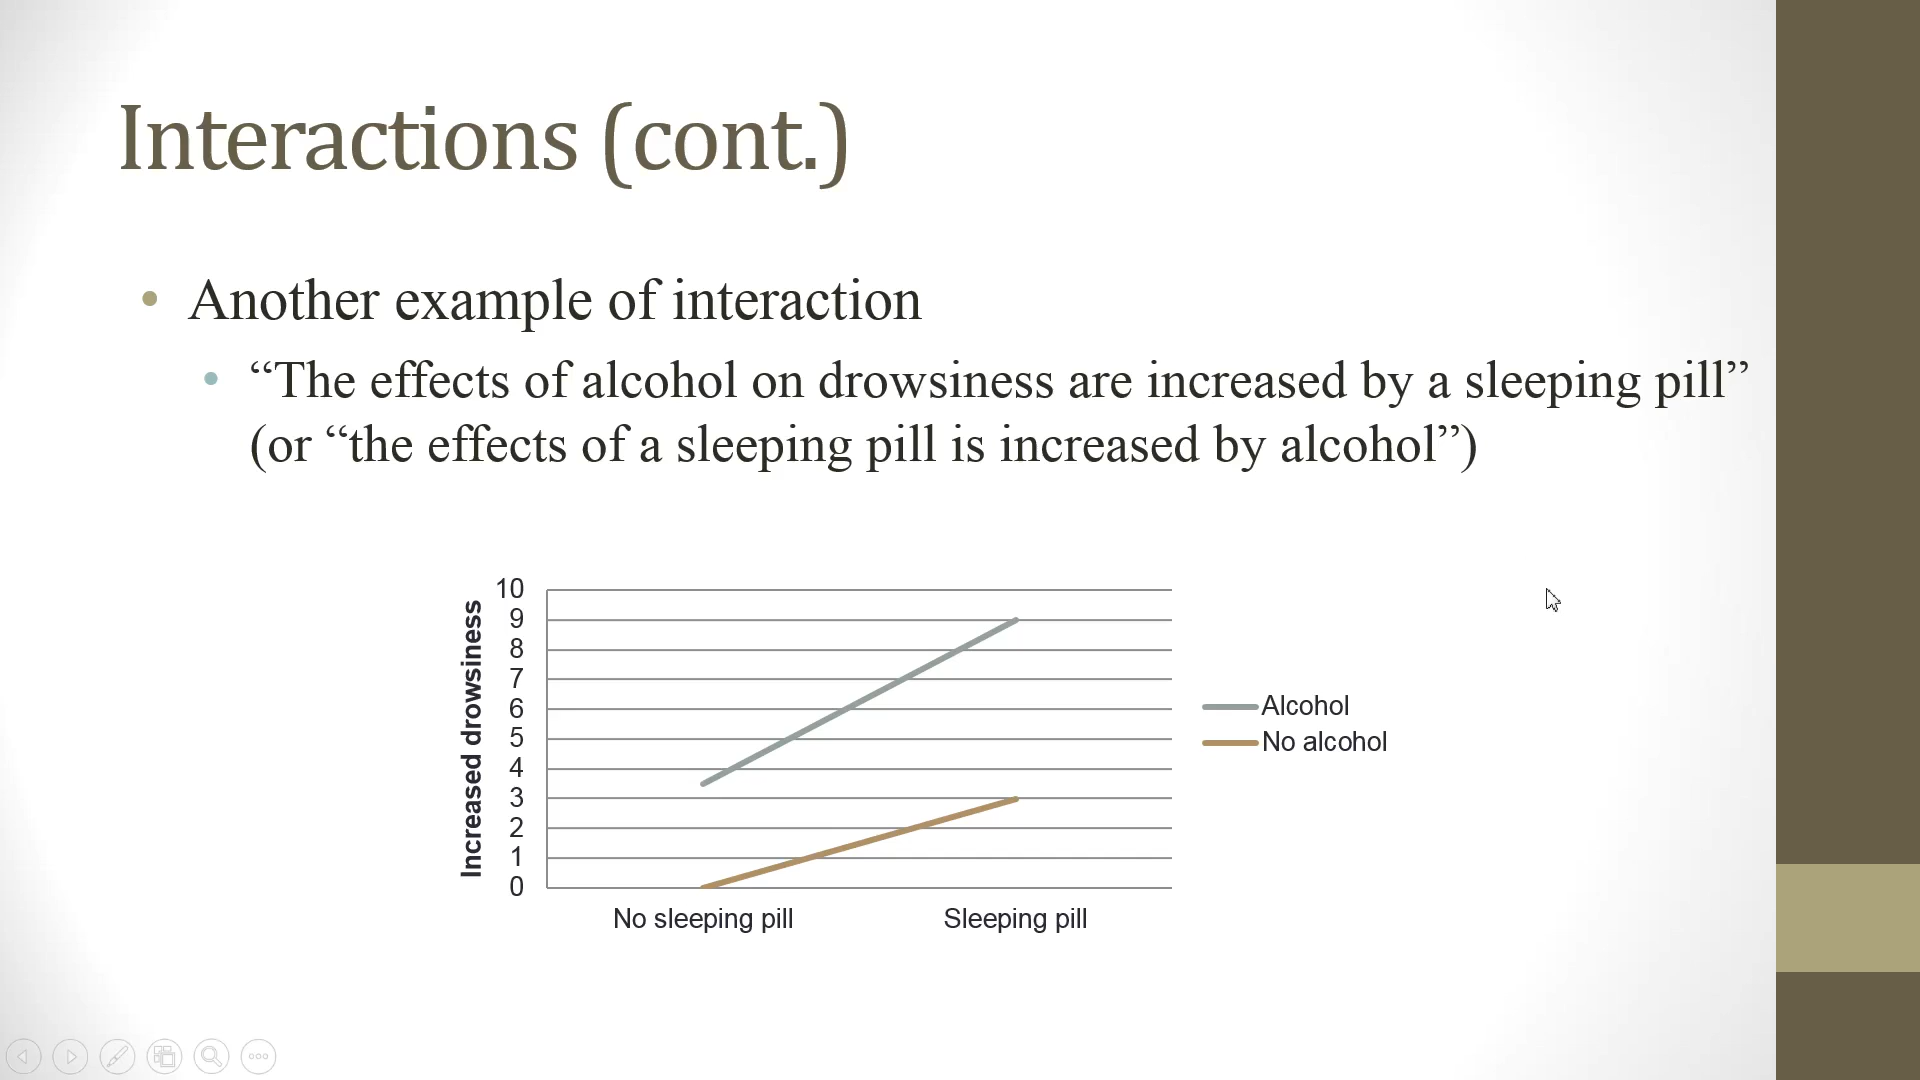 Interactions (cont.)
• Another example of interaction
• “The effects of alcohol on drowsiness are increased by a sleeping pill”
(or “the effects of a sleeping pill is increased by alcohol”)
Increased drowsiness
10
9
8
7
6
5
4
3
2
1
0
No sleeping pill Sleeping pill
Alcohol
No alcohol